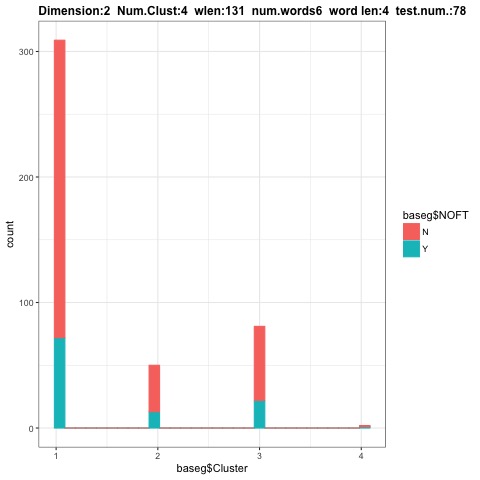 Dimension:2 Num.Clust:4 wlen:131 num.words6 word len:4 test.num.:78
300
200
100
0
count
1 2 3 4
baseg$Cluster
baseg$NOFT
N
Y